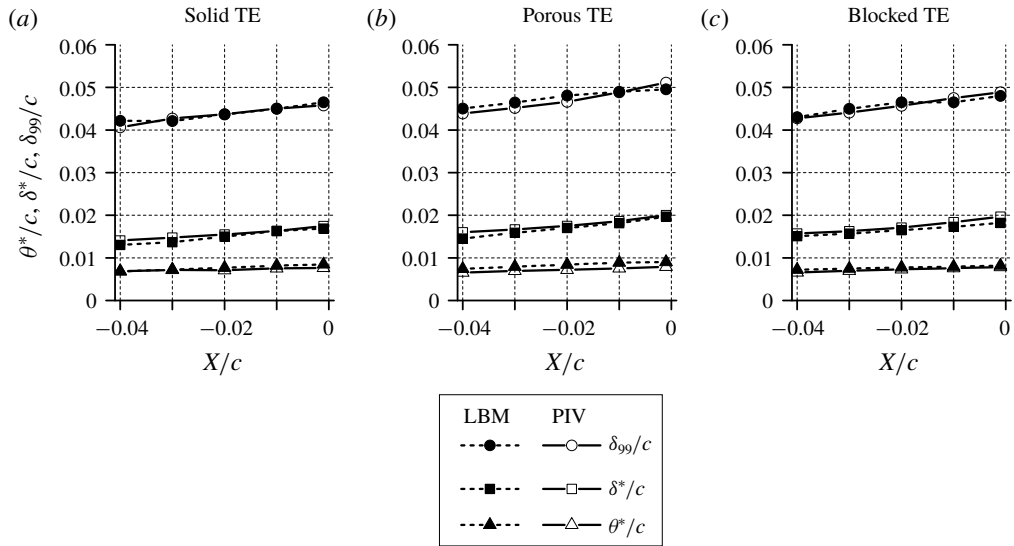 (a) Solid TE (b) Porous TE (c) Blocked TE
0.06 0.06 0.06
0.05 0.05 0.05
0.04 0.04 0.04
0.03 0.03 0.03
0.02 0.02 0.02
0.01 0.01 0.01
0 0 0
θ*/c, δ*/c, δ99/c
−0.04 −0.02 0 −0.04 −0.02 0 −0.04 −0.02 0
X/c X/c X/c
LBM PIV
δ99/c
δ*/c
θ*/c